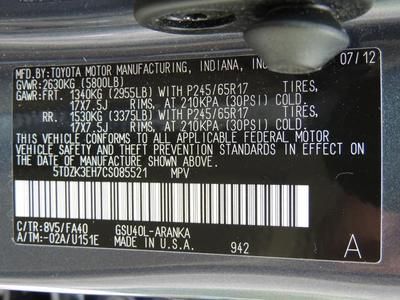 MFD.BY:TOYOTA MOTOR MANUFACTURING, INDIANA, INC. 07/12
GVWR:2630KG (5800LB)
GAWR:FRT. 1340KG (2955LB) WITH P245/65R17 TIRES,
17X7.5J RIMS, AT 210KPA (30PSI) COLD.
RR. 1530KG (3375LB) WITH P245/65R17 TIRES,
17X7.5J RIMS, AT 210KPA (30PSI) COLD.
THIS VEHICLE CONFORMS TO ALL APPLICABLE FEDERAL MOTOR
VEHICLE SAFETY AND THEFT PREVENTION STANDARDS IN EFFECT
ON THE DATE OF MANUFACTURE SHOWN ABOVE.
5TDZK3EH7CS085521 MPV
C/TR:8V5/FA40 GSU40L-ARANKA
A/TM:-02A/U151E MADE IN U.S.A. 942 A